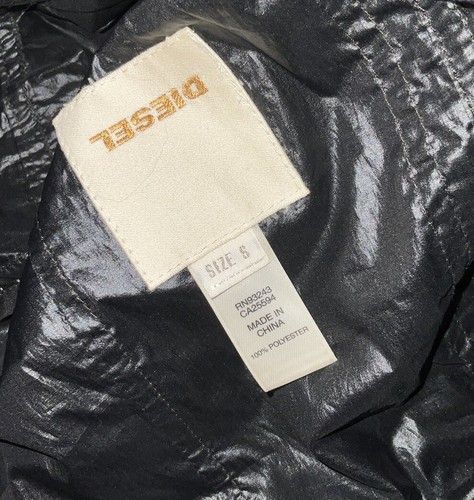 DIESEL
SIZE S
RN93243
CA25594
MADE IN
CHINA
100% POLYESTER